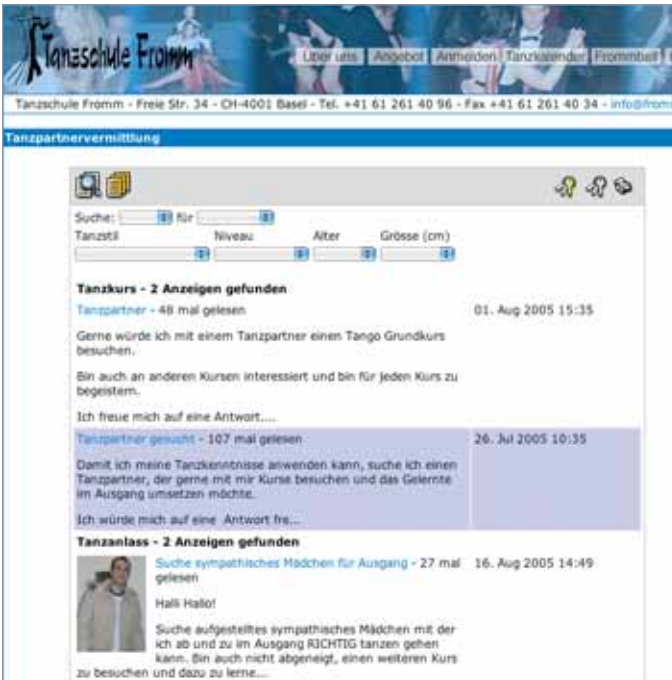 Tanzschule Fromm
Über uns Angebot Anmelden Tanzkalender Frommball
Tanzschule Fromm - Freie Str. 34 - CH-4001 Basel - Tel. +41 61 261 40 96 - Fax +41 61 261 40 34 - info@from
Tanzpartnervermittlung
Suche: für
Tanzstil Niveau Alter Grösse (cm)
Tanzkurs - 2 Anzeigen gefunden
Tanzpartner - 48 mal gelesen 01. Aug 2005 15:35
Gerne würde ich mit einem Tanzpartner einen Tango Grundkurs
besuchen.
Bin auch an anderen Kursen interessiert und bin für jeden Kurs zu
begeistern.
Ich freue mich auf eine Antwort....
Tanzpartner gesucht - 107 mal gelesen 26. Jul 2005 10:35
Damit ich meine Tanzkenntnisse anwenden kann, suche ich einen
Tanzpartner, der gerne mit mir Kurse besuchen und das Gelernte
im Ausgang umsetzen möchte.
Ich würde mich auf eine Antwort fre...
Tanzanlass - 2 Anzeigen gefunden
Suche sympathisches Mädchen für Ausgang - 27 mal 16. Aug 2005 14:49
gelesen
Halli Hallo!
Suche aufgestelltes sympathisches Mädchen mit der
ich ab und zu im Ausgang RICHTIG tanzen gehen
kann. Bin auch nicht abgeneigt, einen weiteren Kurs
zu besuchen und dazu zu lerne...